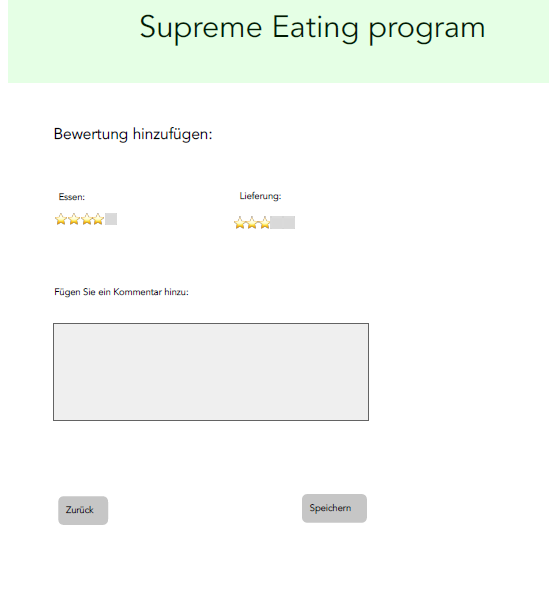 Supreme Eating program
Bewertung hinzufügen:
Essen:
Lieferung:
Fügen Sie ein Kommentar hinzu:
Zurück
Speichern